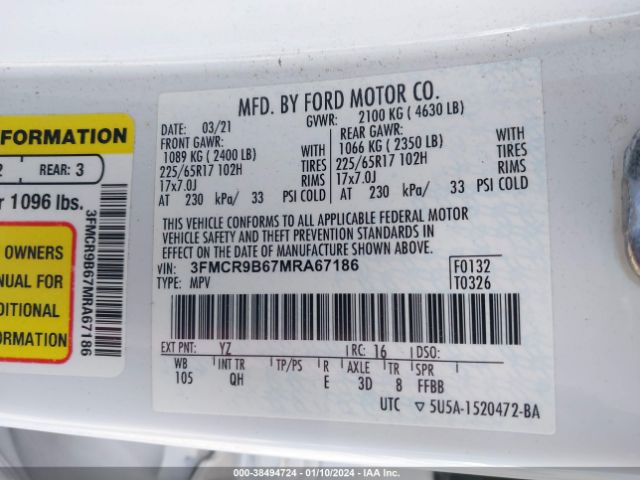 FORMATION
2 REAR: 3
r 1096 lbs.
OWNERS
NUAL FOR
DITIONAL
FORMATION
3FMCR9B67MRA67186
MFD. BY FORD MOTOR CO.
DATE: 03/21 GVWR: 2100 KG ( 4630 LB)
FRONT GAWR: REAR GAWR:
1089 KG ( 2400 LB) WITH 1066 KG ( 2350 LB) WITH
225/65R17 102H TIRES 225/65R17 102H TIRES
17x7.0J RIMS 17x7.0J RIMS
AT 230 kPa/ 33 PSI COLD AT 230 kPa/ 33 PSI COLD
THIS VEHICLE CONFORMS TO ALL APPLICABLE FEDERAL MOTOR
VEHICLE SAFETY AND THEFT PREVENTION STANDARDS IN
EFFECT ON THE DATE OF MANUFACTURE SHOWN ABOVE.
VIN: 3FMCR9B67MRA67186 F0132
TYPE: MPV T0326
EXT PNT: YZ RC: 16 DSO:
WB INT TR TP/PS R AXLE TR SPR
105 QH E 3D 8 FFBB
UTC ▽ 5U5A-1520472-BA
000-38494724 - 01/10/2024 - IAA Inc.